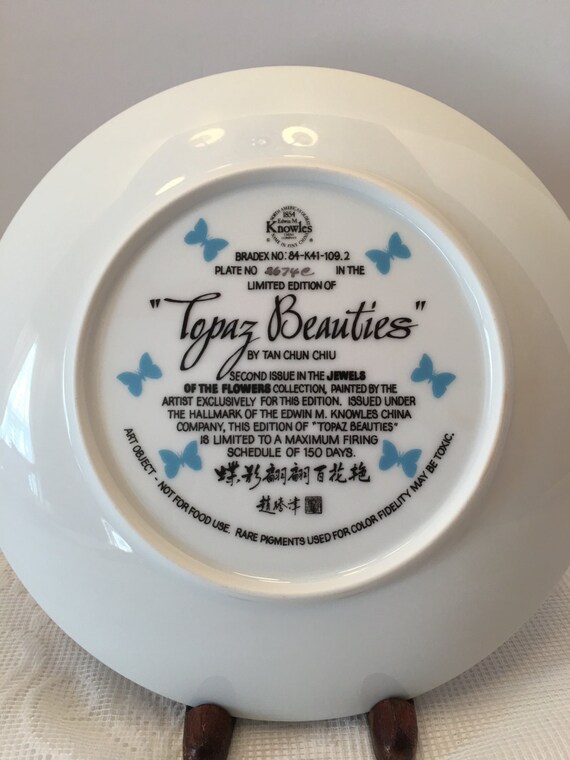 1854
Edwin M.
Knowles
BRADEX NO: 84-K41-109.2
PLATE NO 2674C IN THE
LIMITED EDITION OF
"Topaz Beauties"
BY TAN CHUN CHIU
SECOND ISSUE IN THE JEWELS
OF THE FLOWERS COLLECTION, PAINTED BY THE
ARTIST EXCLUSIVELY FOR THIS EDITION. ISSUED UNDER
THE HALLMARK OF THE EDWIN M. KNOWLES CHINA
COMPANY, THIS EDITION OF "TOPAZ BEAUTIES"
IS LIMITED TO A MAXIMUM FIRING
SCHEDULE OF 150 DAYS.
蝶影翩翩百花艳
ART OBJECT - NOT FOR FOOD USE. RARE PIGMENTS USED FOR COLOR FIDELITY MAY BE TOXIC.